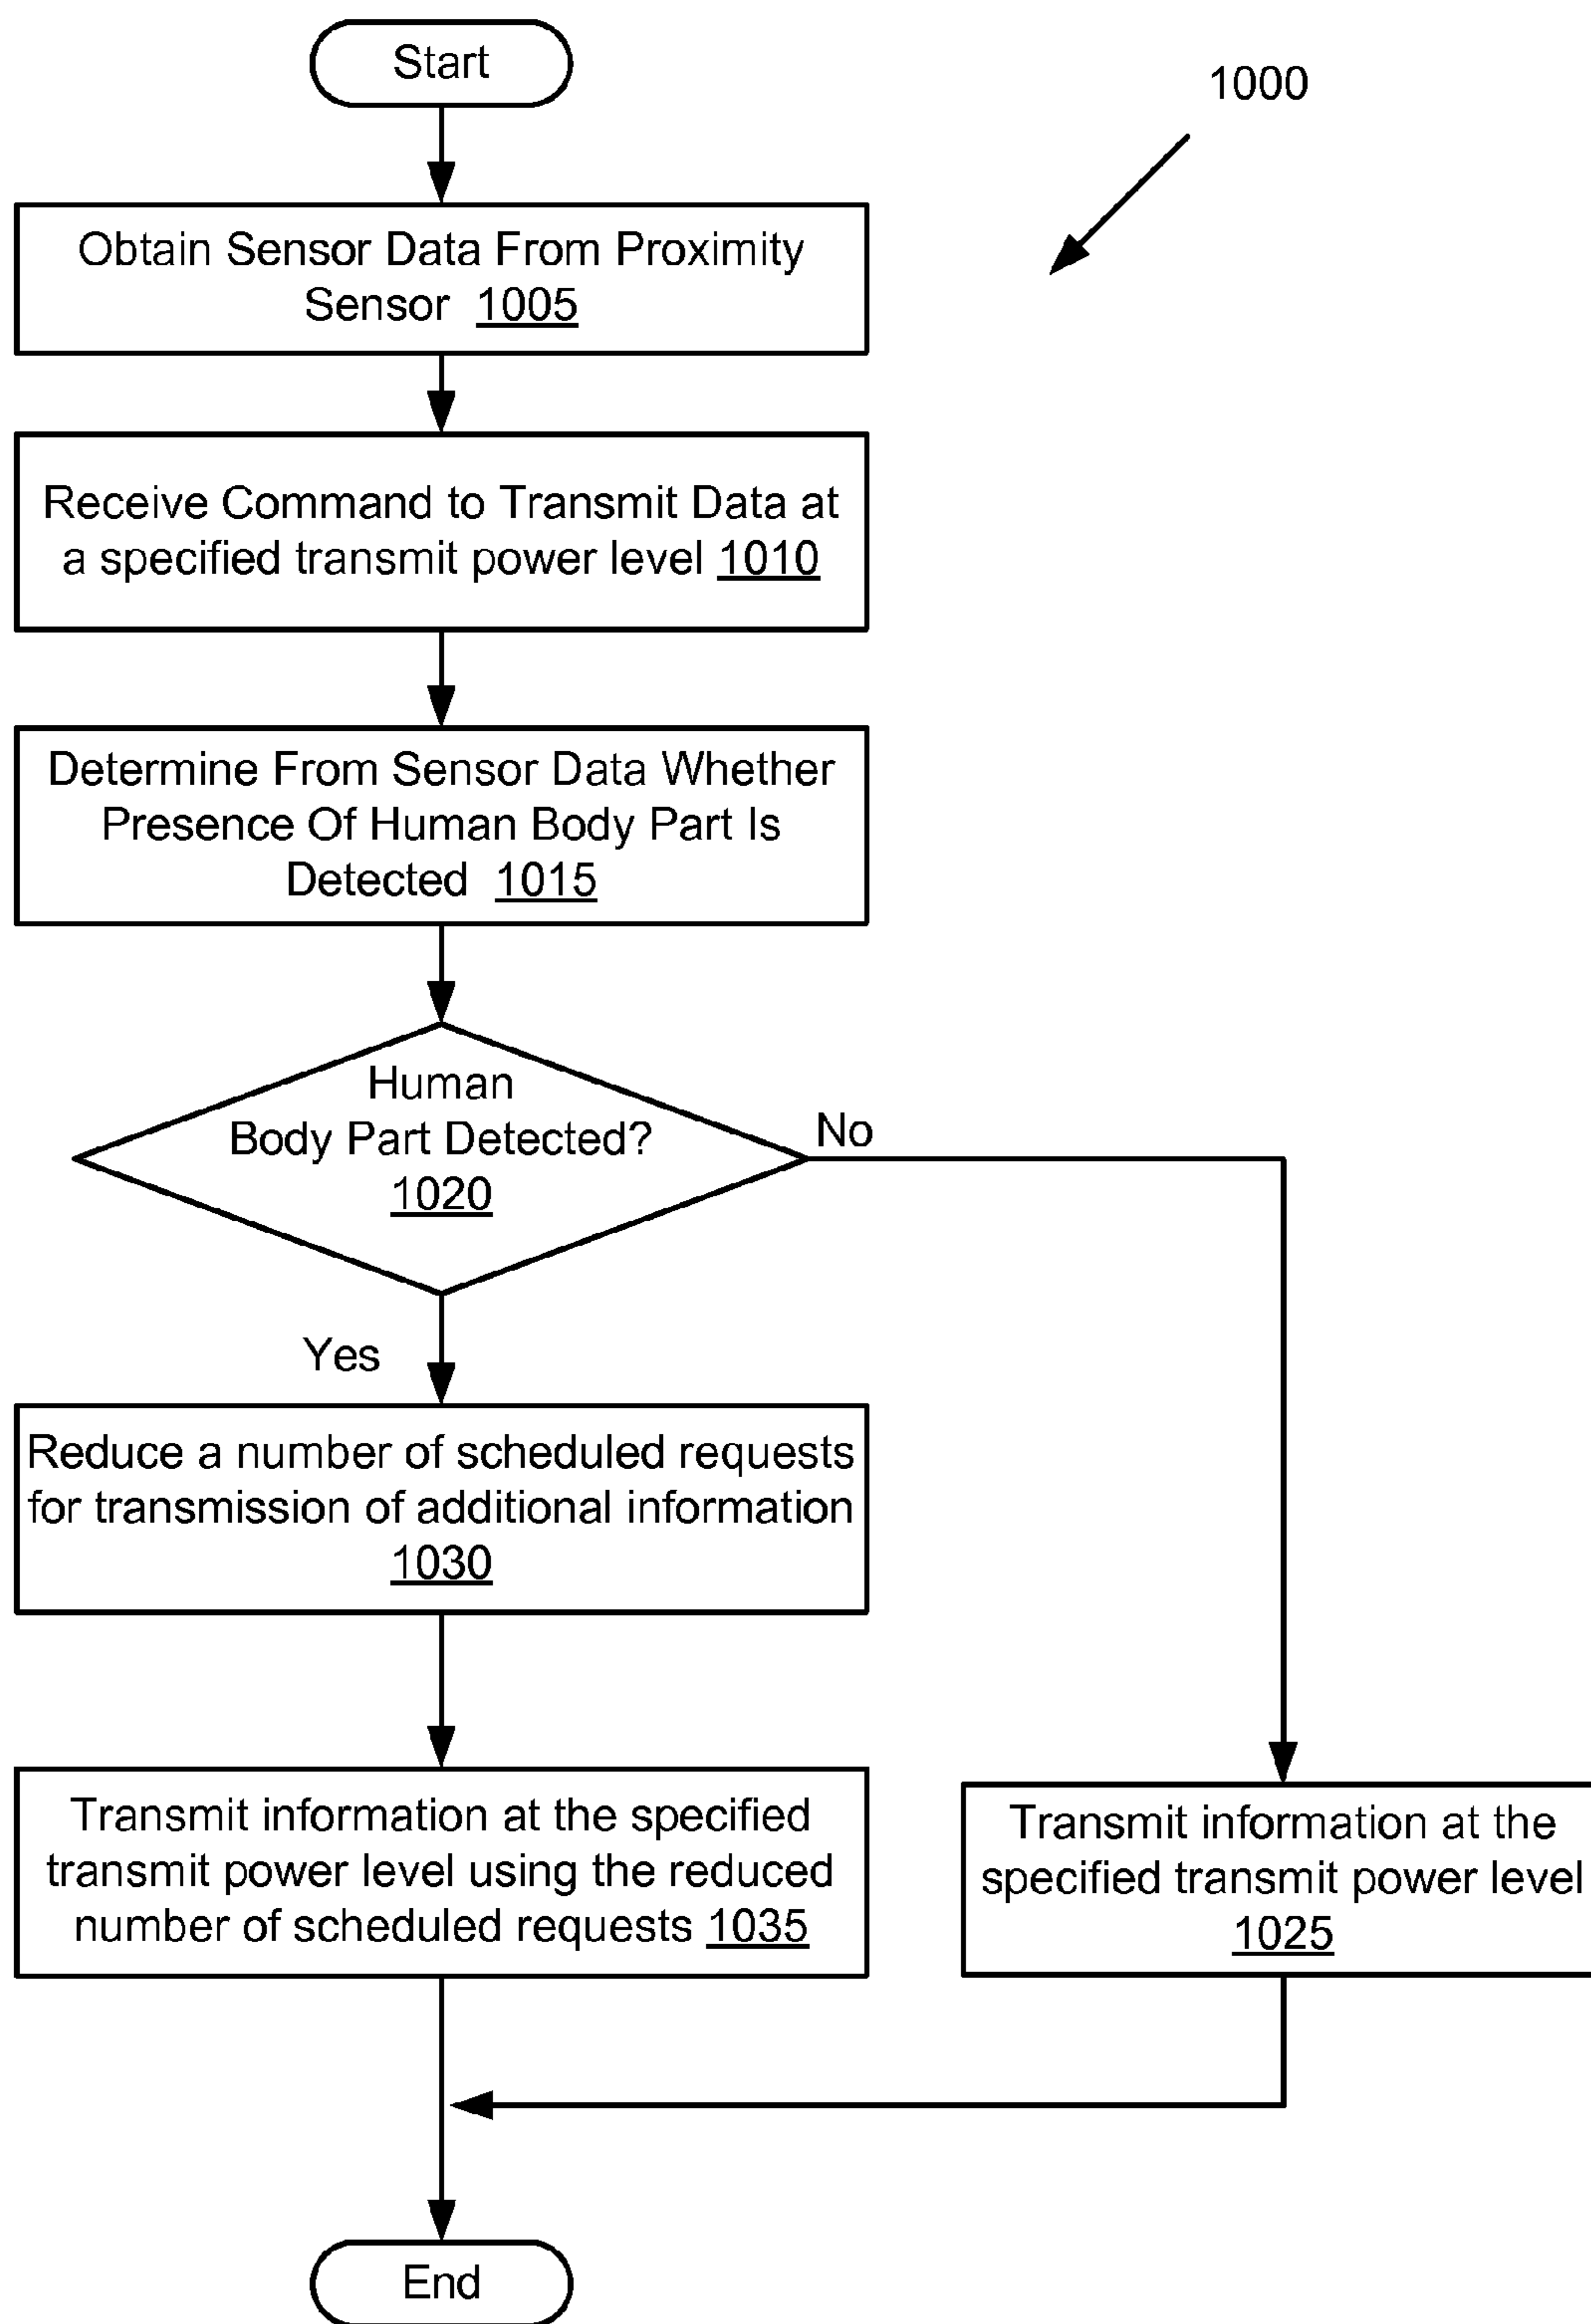 Start
1000
Obtain Sensor Data From Proximity
Sensor 1005
Receive Command to Transmit Data at
a specified transmit power level 1010
Determine From Sensor Data Whether
Presence Of Human Body Part Is
Detected 1015
Human
Body Part Detected?
1020
No
Yes
Reduce a number of scheduled requests
for transmission of additional information
1030
Transmit information at the specified
transmit power level using the reduced
number of scheduled requests 1035
Transmit information at the
specified transmit power level
1025
End